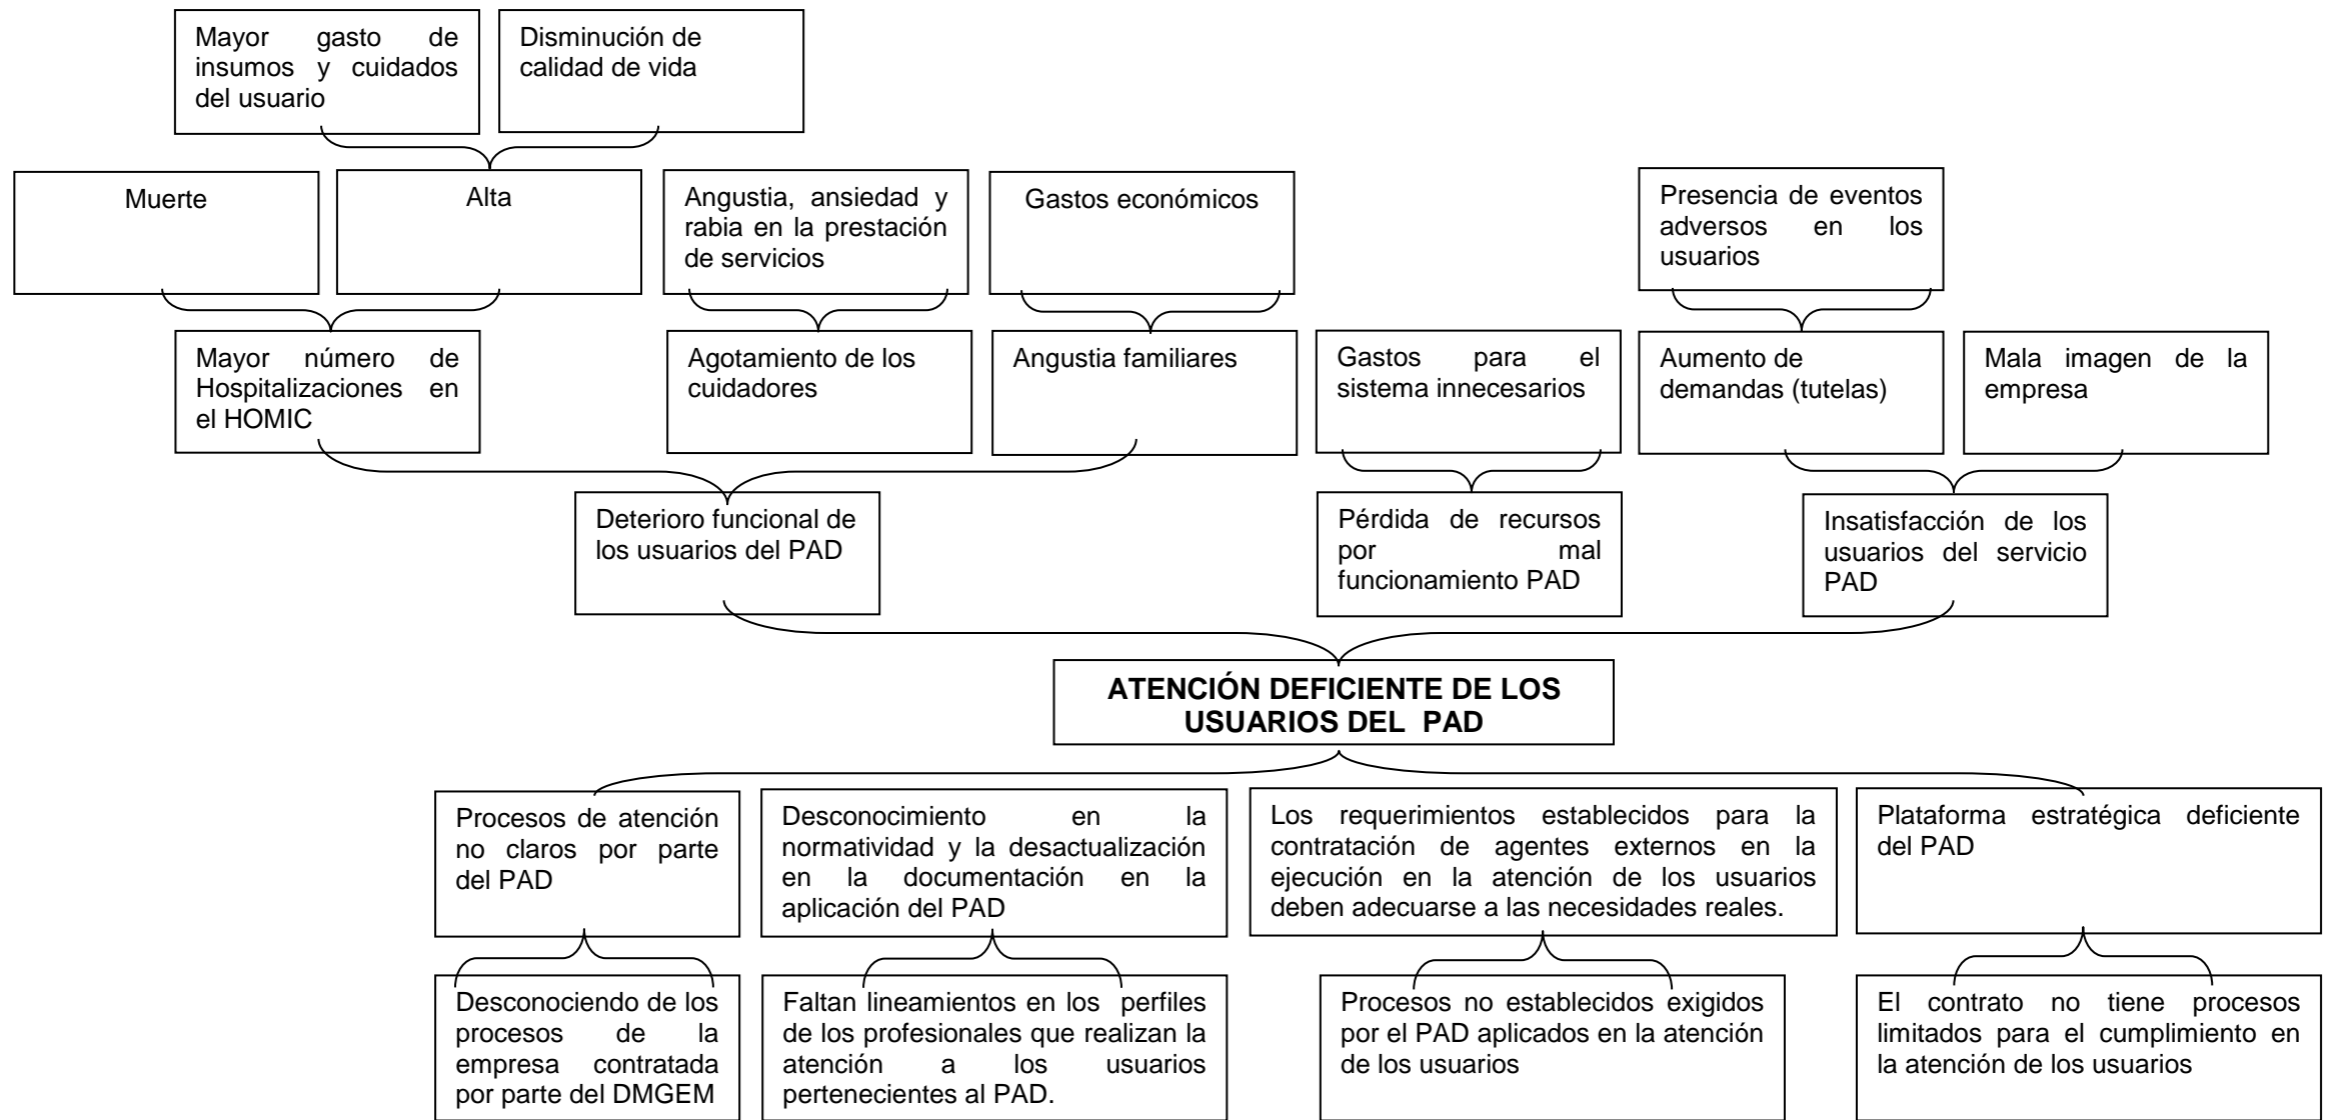 Mayor gasto de
insumos y cuidados
del usuario
Disminución de
calidad de vida
Muerte
Alta
Angustia, ansiedad y
rabia en la prestación
de servicios
Gastos económicos
Presencia de eventos
adversos en los
usuarios
Mayor número de
Hospitalizaciones en
el HOMIC
Agotamiento de los
cuidadores
Angustia familiares
Gastos para el
sistema innecesarios
Aumento de
demandas (tutelas)
Mala imagen de la
empresa
Deterioro funcional de
los usuarios del PAD
Pérdida de recursos
por mal
funcionamiento PAD
Insatisfacción de los
usuarios del servicio
PAD
ATENCIÓN DEFICIENTE DE LOS
USUARIOS DEL PAD
Procesos de atención
no claros por parte
del PAD
Desconocimiento en la
normatividad y la desactualización
en la documentación en la
aplicación del PAD
Los requerimientos establecidos para la
contratación de agentes externos en la
ejecución en la atención de los usuarios
deben adecuarse a las necesidades reales.
Plataforma estratégica deficiente
del PAD
Desconociendo de los
procesos de la
empresa contratada
por parte del DMGEM
Faltan lineamientos en los perfiles
de los profesionales que realizan la
atención a los usuarios
pertenecientes al PAD.
Procesos no establecidos exigidos
por el PAD aplicados en la atención
de los usuarios
El contrato no tiene procesos
limitados para el cumplimiento en
la atención de los usuarios